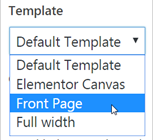 Template
Default Template
Default Template
Elementor Canvas
Front Page
Full width